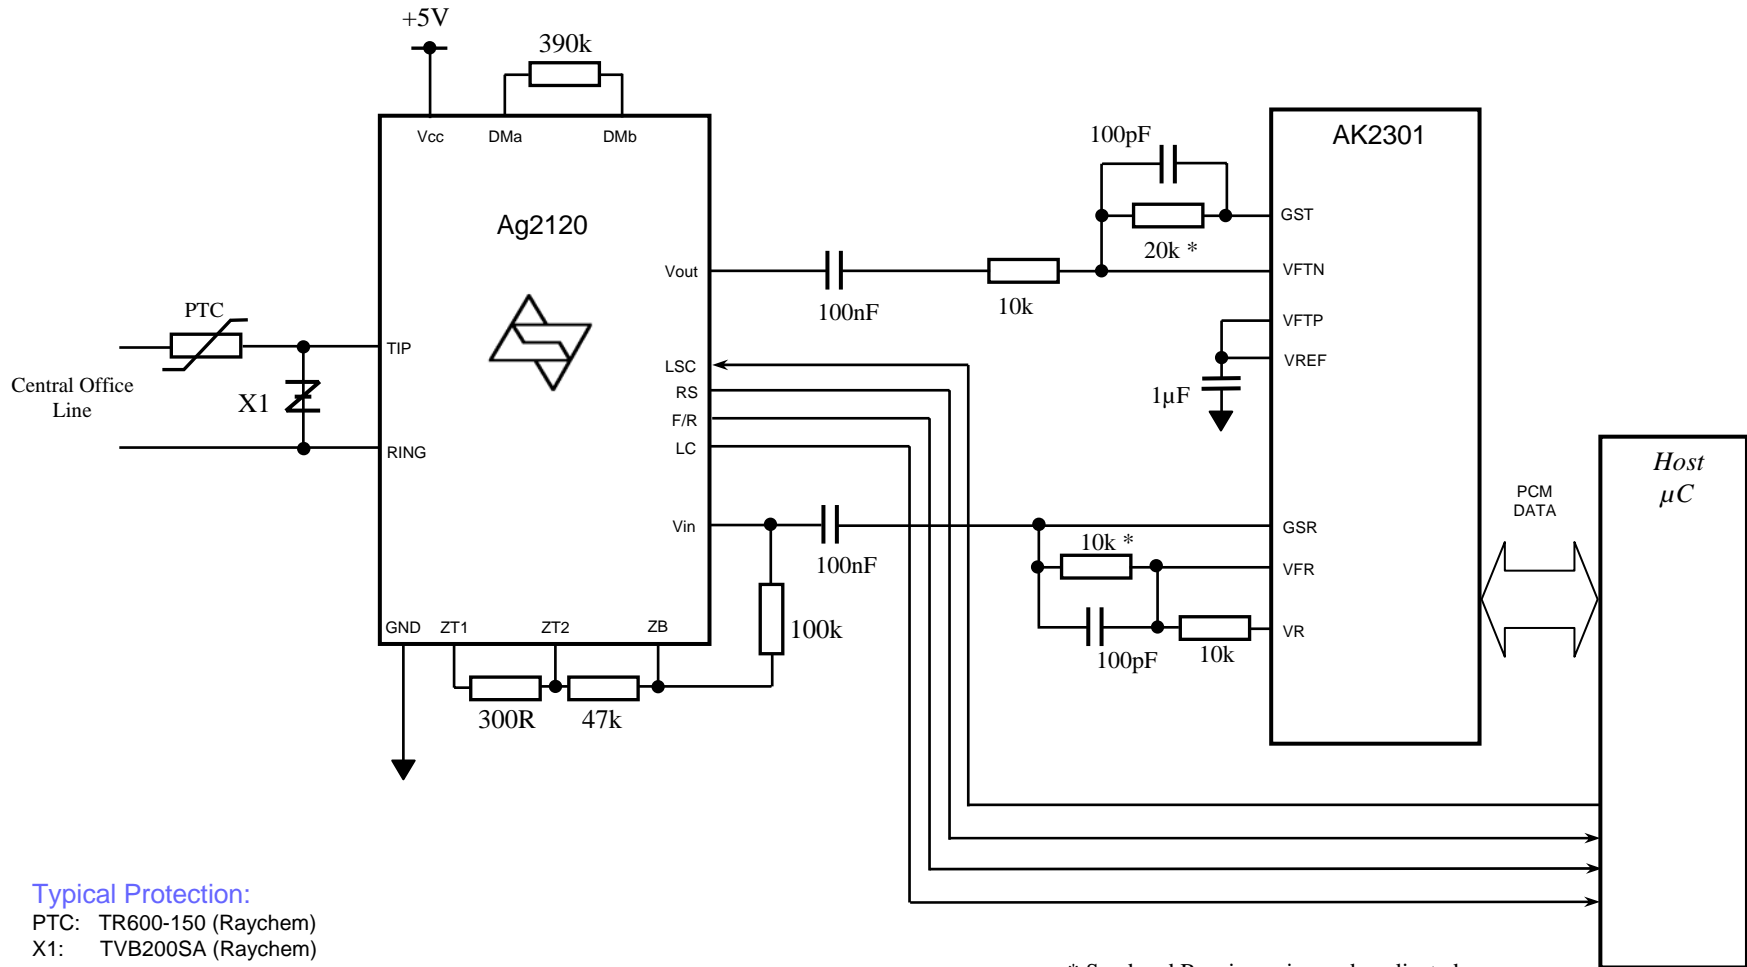 +5V
390k
Vcc
DMa
DMb
Ag2120
Vout
TIP
RING
LSC
RS
F/R
LC
Vin
GND
ZT1
ZT2
ZB
PTC
Central Office
Line
X1
300R
47k
100k
100nF
10k
100pF
20k *
100nF
AK2301
GST
VFTN
VFTP
VREF
1µF
GSR
VFR
VR
10k *
100pF
10k
PCM
DATA
Host
µC
Typical Protection:
PTC: TR600-150 (Raychem)
X1: TVB200SA (Raychem)